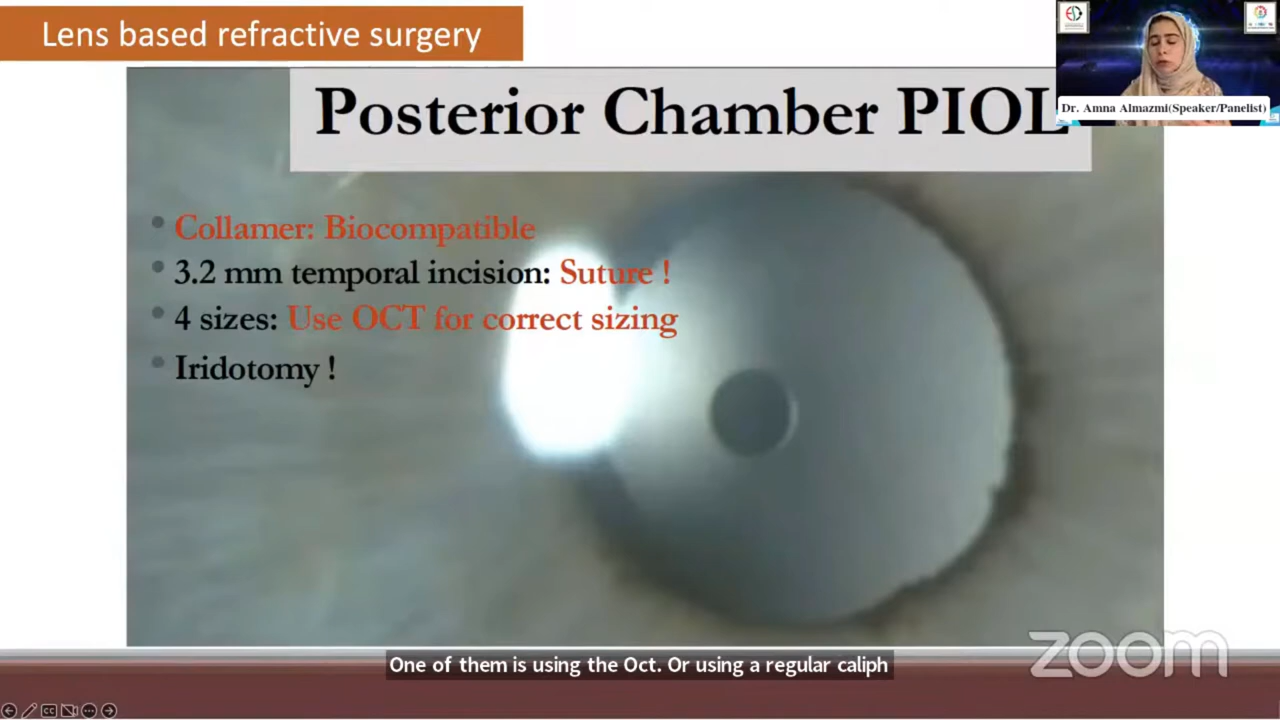 Lens based refractive surgery
Posterior Chamber PIOL
Dr. Amna Almazmi(Speaker/Panelist)
Collamer: Biocompatible
3.2 mm temporal incision: Suture !
4 sizes: Use OCT for correct sizing
Iridotomy !
zoom
One of them is using the Oct. Or using a regular caliph